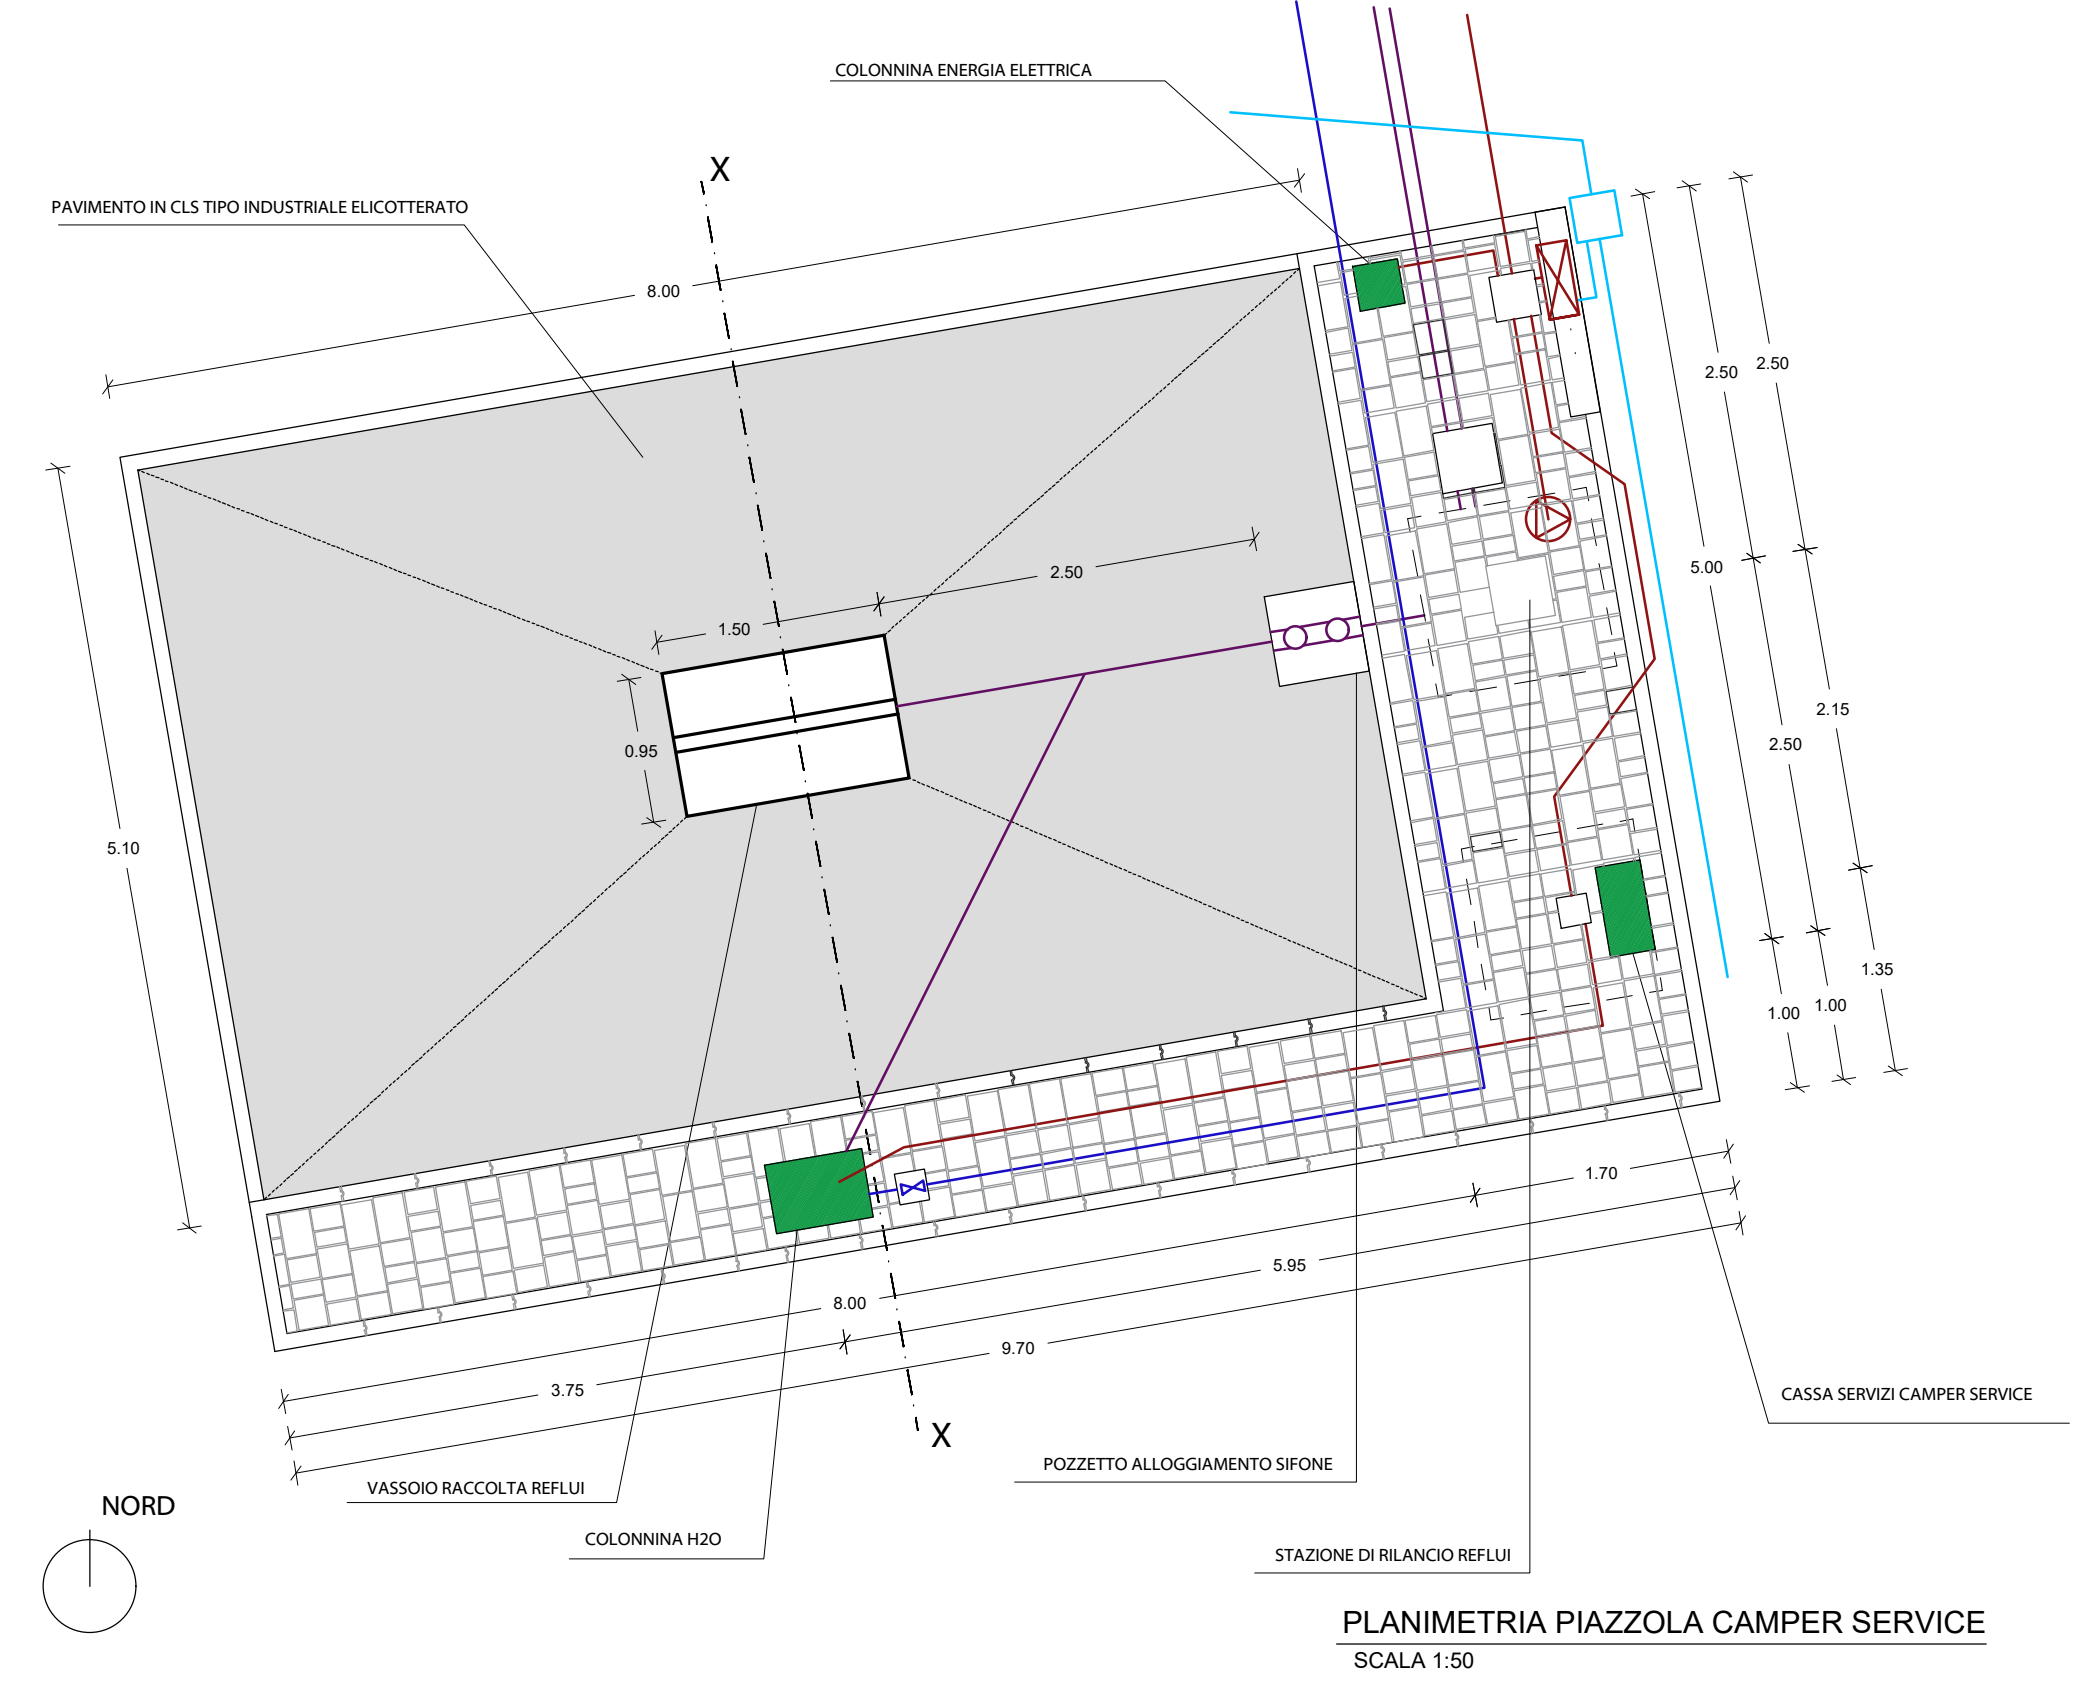 COLONNINA ENERGIA ELETTRICA
X
PAVIMENTO IN CLS TIPO INDUSTRIALE ELICOTTERATO
8.00
2.50
2.50
2.50
5.00
1.50
2.15
0.95
2.50
5.10
1.35
1.00
1.00
1.70
5.95
8.00
9.70
3.75
CASSA SERVIZI CAMPER SERVICE
X
POZZETTO ALLOGGIAMENTO SIFONE
VASSOIO RACCOLTA REFLUI
NORD
COLONNINA H2O
STAZIONE DI RILANCIO REFLUI
PLANIMETRIA PIAZZOLA CAMPER SERVICE
SCALA 1:50